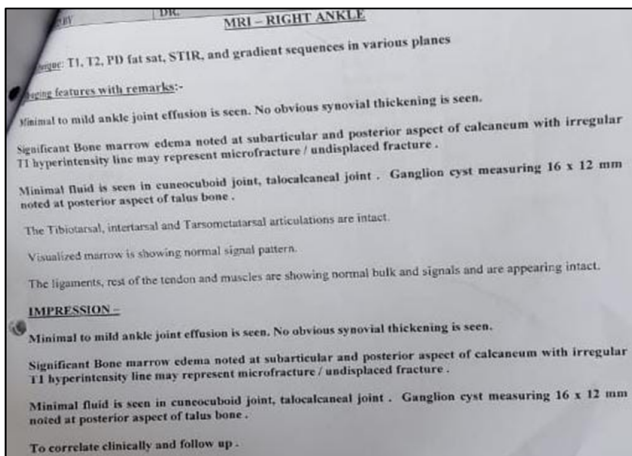 BY
DR.
MRI – RIGHT ANKLE
T1, T2, PD fat sat, STIR, and gradient sequences in various planes
features with remarks:-
Minimal to mild ankle joint effusion is seen. No obvious synovial thickening is seen.
Significant Bone marrow edema noted at subarticular and posterior aspect of calcaneum with irregular
T1 hyperintensity line may represent microfracture / undisplaced fracture .
Minimal fluid is seen in cuneocuboid joint, talocalcaneal joint . Ganglion cyst measuring 16 x 12 mm
noted at posterior aspect of talus bone .
The Tibiotarsal, intertarsal and Tarsometatarsal articulations are intact.
Visualized marrow is showing normal signal pattern.
The ligaments, rest of the tendon and muscles are showing normal bulk and signals and are appearing intact.
IMPRESSION –
Minimal to mild ankle joint effusion is seen. No obvious synovial thickening is seen.
Significant Bone marrow edema noted at subarticular and posterior aspect of calcaneum with irregular
T1 hyperintensity line may represent microfracture / undisplaced fracture .
Minimal fluid is seen in cuneocuboid joint, talocalcaneal joint . Ganglion cyst measuring 16 x 12 mm
noted at posterior aspect of talus bone .
To correlate clinically and follow up .